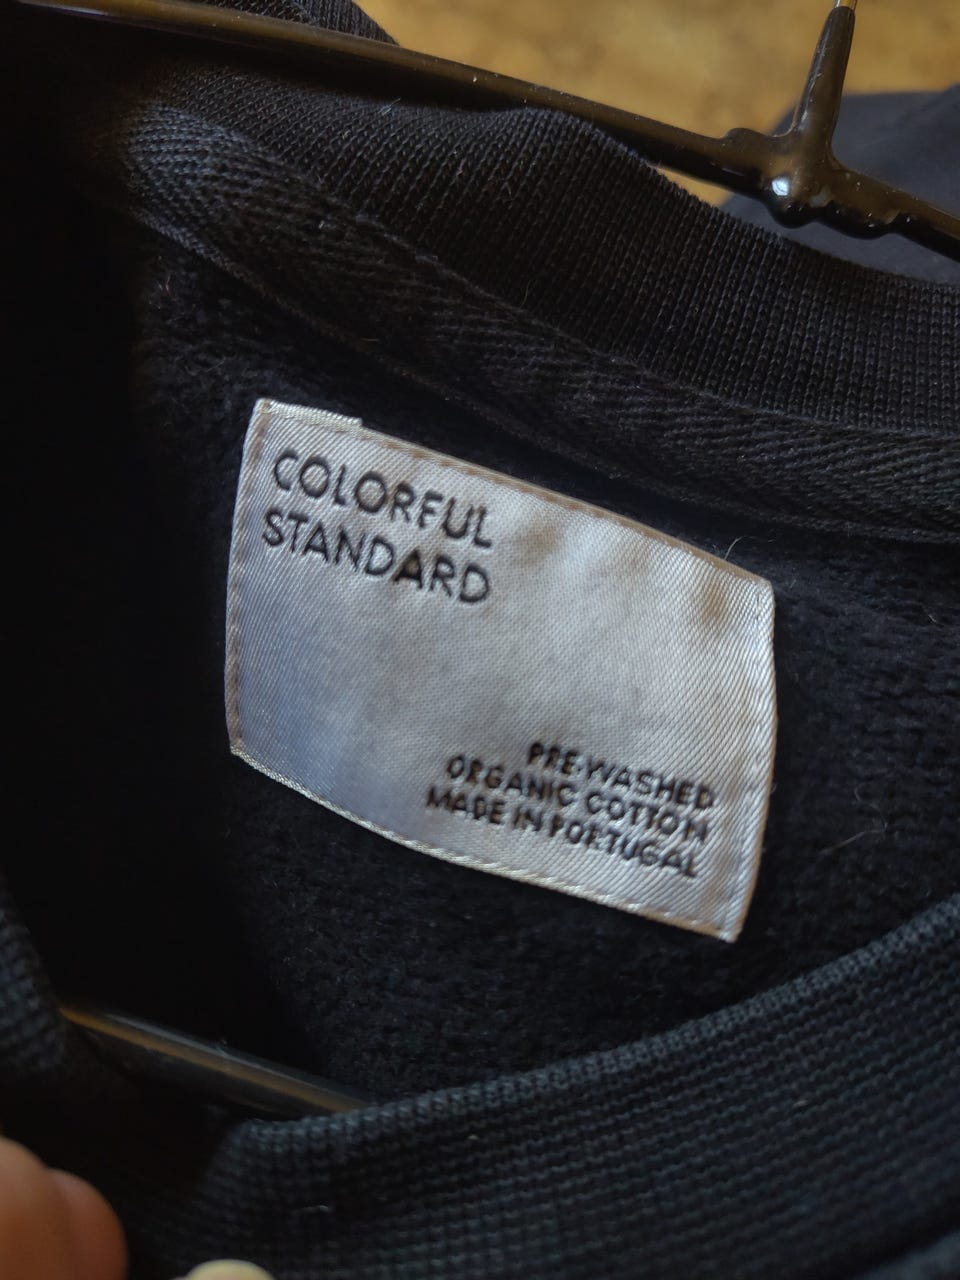 COLORFUL
STANDARD
PRE-WASHED
ORGANIC COTTON
MADE IN PORTUGAL